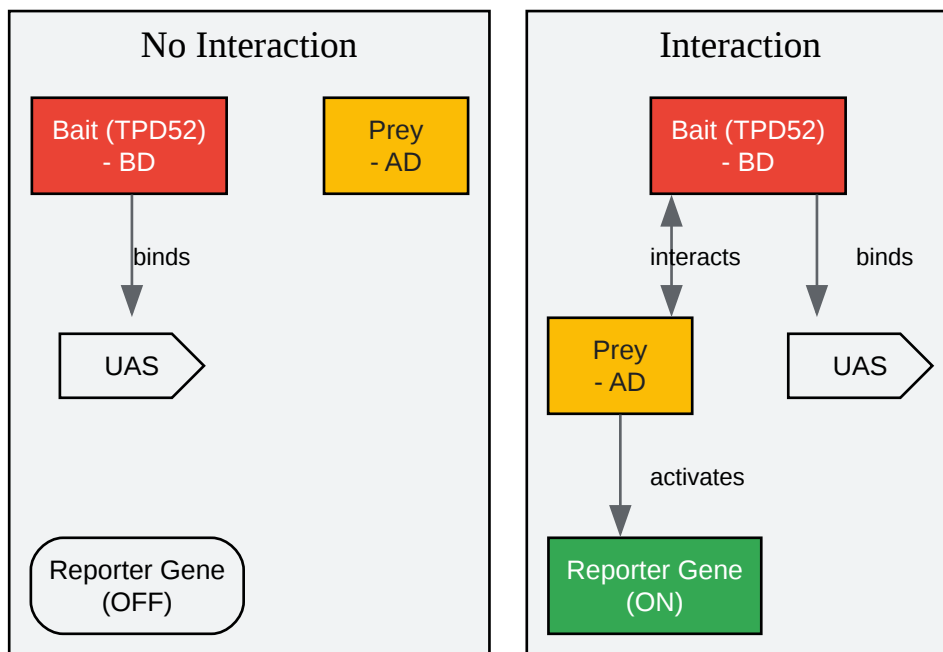 No Interaction
Bait (TPD52)
- BD
Prey
- AD
binds
UAS
Reporter Gene
(OFF)
Interaction
Bait (TPD52)
- BD
interacts
binds
Prey
- AD
UAS
activates
Reporter Gene
(ON)